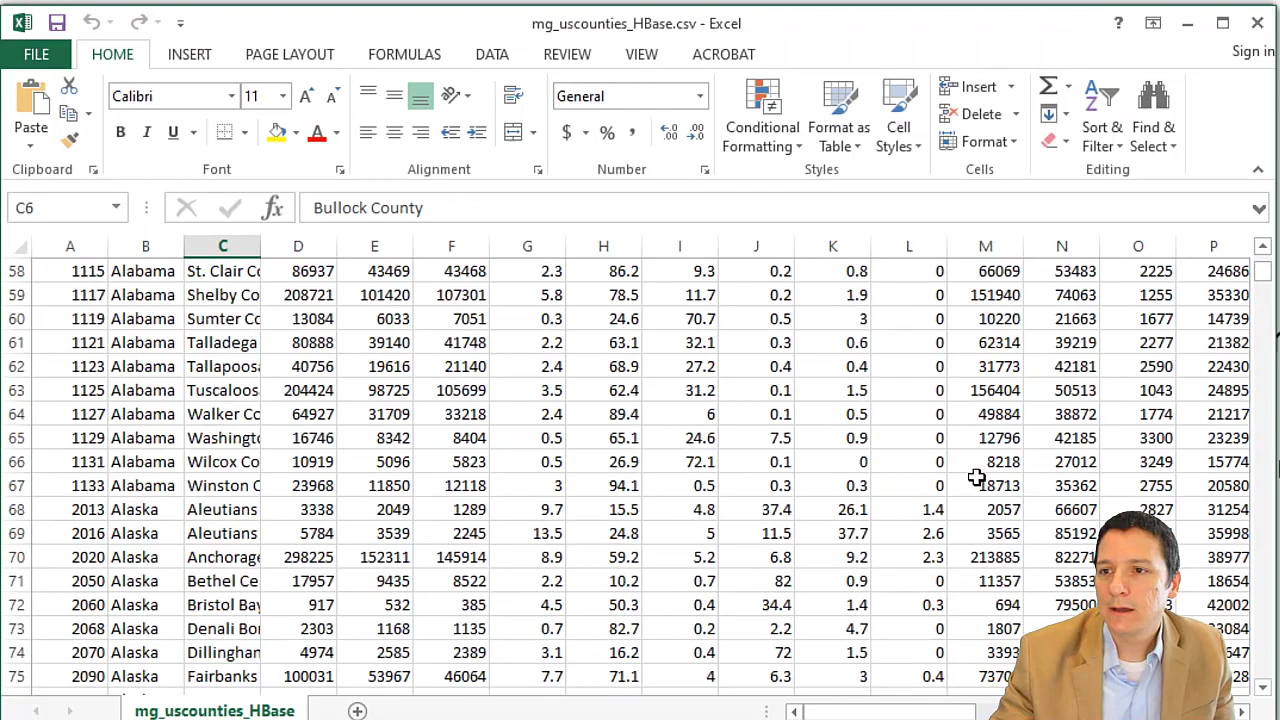 mg_uscounties_HBase.csv - Excel
?
FILE HOME INSERT PAGE LAYOUT FORMULAS DATA REVIEW VIEW ACROBAT Sign in
Calibri 11 General Insert
Paste B I U $ % , Conditional Formatting Format as Table Cell Styles Delete Sort & Filter Find & Select
Format
Clipboard Font Alignment Number Styles Cells Editing
C6 fx Bullock County
A B C D E F G H I J K L M N O P
58 1115 Alabama St. Clair Co 86937 43469 43468 2.3 86.2 9.3 0.2 0.8 0 66069 53483 2225 24686
59 1117 Alabama Shelby Co 208721 101420 107301 5.8 78.5 11.7 0.2 1.9 0 151940 74063 1255 35330
60 1119 Alabama Sumter Co 13084 6033 7051 0.3 24.6 70.7 0.5 3 0 10220 21663 1677 14739
61 1121 Alabama Talladega 80888 39140 41748 2.2 63.1 32.1 0.3 0.6 0 62314 39219 2277 21382
62 1123 Alabama Tallapoosa 40756 19616 21140 2.4 68.9 27.2 0.4 0.4 0 31773 42181 2590 22430
63 1125 Alabama Tuscaloos 204424 98725 105699 3.5 62.4 31.2 0.1 1.5 0 156404 50513 1043 24895
64 1127 Alabama Walker Co 64927 31709 33218 2.4 89.4 6 0.1 0.5 0 49884 38872 1774 21217
65 1129 Alabama Washingto 16746 8342 8404 0.5 65.1 24.6 7.5 0.9 0 12796 42185 3300 23239
66 1131 Alabama Wilcox Co 10919 5096 5823 0.5 26.9 72.1 0.1 0 0 8218 27012 3249 15774
67 1133 Alabama Winston C 23968 11850 12118 3 94.1 0.5 0.3 0.3 0 18713 35362 2755 20580
68 2013 Alaska Aleutians 3338 2049 1289 9.7 15.5 4.8 37.4 26.1 1.4 2057 66607 2827 31254
69 2016 Alaska Aleutians 5784 3539 2245 13.5 24.8 5 11.5 37.7 2.6 3565 85192 35998
70 2020 Alaska Anchorage 298225 152311 145914 8.9 59.2 5.2 6.8 9.2 2.3 213885 82271 38977
71 2050 Alaska Bethel Ce 17957 9435 8522 2.2 10.2 0.7 82 0.9 0 11357 53853 18654
72 2060 Alaska Bristol Bay 917 532 385 4.5 50.3 0.4 34.4 1.4 0.3 694 79500 42002
73 2068 Alaska Denali Bor 2303 1168 1135 0.7 82.7 0.2 2.2 4.7 0 1807
74 2070 Alaska Dillingham 4974 2585 2389 3.1 16.2 0.4 72 1.5 0 3393
75 2090 Alaska Fairbanks 100031 53967 46064 7.7 71.1 4 6.3 3 0.4
mg_uscounties_HBase